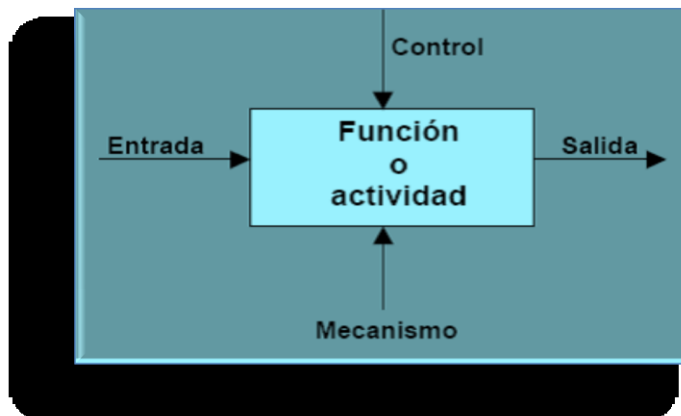 Control
Entrada
Función
o
actividad
Salida
Mecanismo